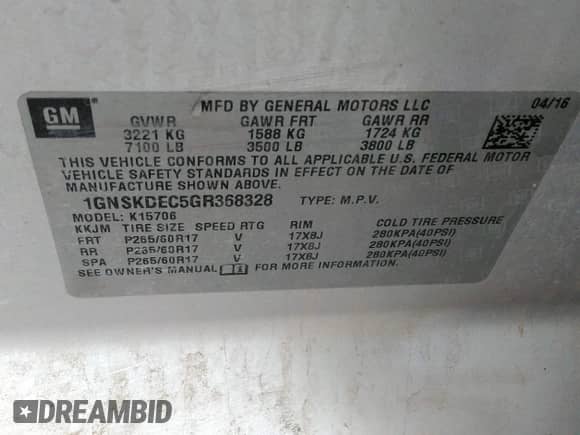 GM
MFD BY GENERAL MOTORS LLC 04/16
GVWR GAWR FRT GAWR RR
3221 KG 1588 KG 1724 KG
7100 LB 3500 LB 3800 LB
THIS VEHICLE CONFORMS TO ALL APPLICABLE U.S. FEDERAL MOTOR
VEHICLE SAFETY STANDARDS IN EFFECT ON THE DATE OF
MANUFACTURE SHOWN ABOVE.
1GNSKDEC5GR368328 TYPE: M.P.V.
MODEL: K15706
KKJM TIRE SIZE SPEED RTG RIM COLD TIRE PRESSURE
FRT P265/60R17 V 17X8J 280KPA(40PSI)
RR P265/60R17 V 17X8J 280KPA(40PSI)
SPA P265/60R17 V 17X8J 280KPA(40PSI)
SEE OWNER'S MANUAL FOR MORE INFORMATION.
DREAMBID